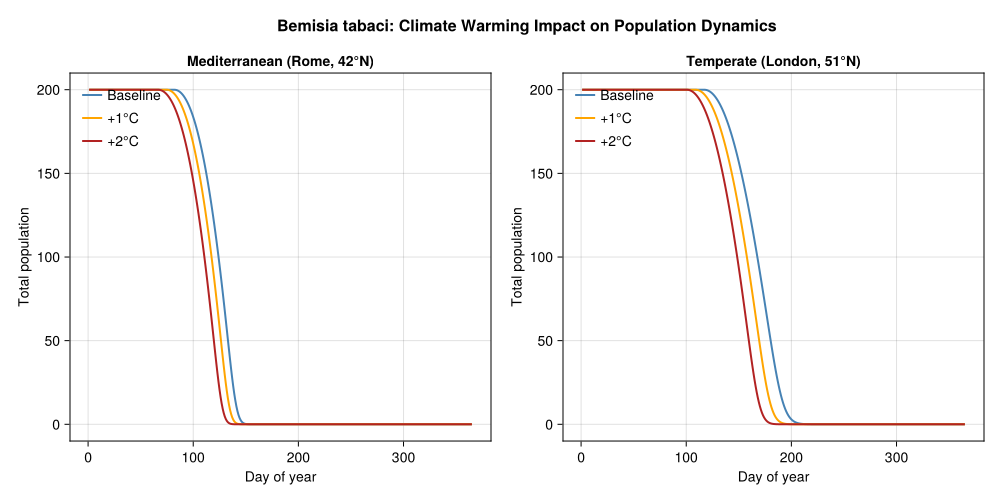 Bemisia tabaci: Climate Warming Impact on Population Dynamics
Mediterranean (Rome, 42°N)
200
150
100
50
0
Total population
Baseline
+1°C
+2°C
0 100 200 300
Day of year
Temperate (London, 51°N)
200
150
100
50
0
Total population
Baseline
+1°C
+2°C
0 100 200 300
Day of year